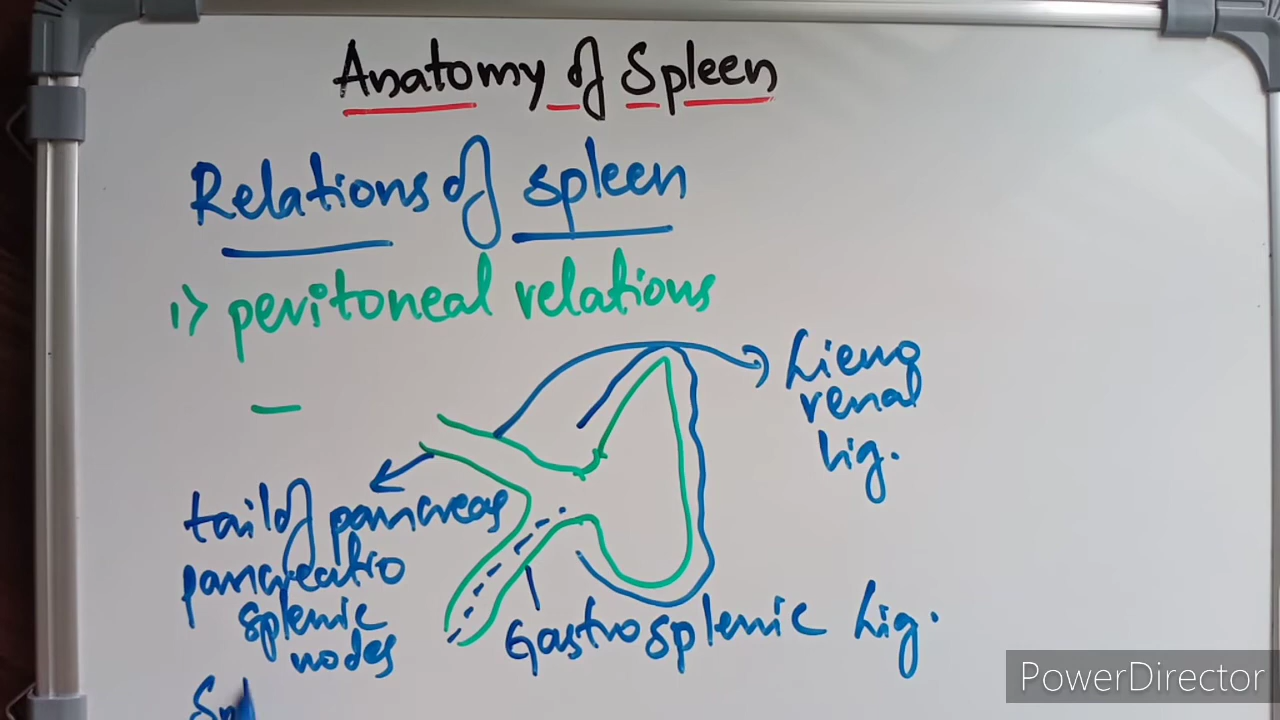 Anatomy of Spleen
Relations of spleen
1) peritoneal relations
Lieno
renal
Lig.
tail of pancreas
pancreatio
splenic
nodes
Gastrosplenic Lig.
PowerDirector